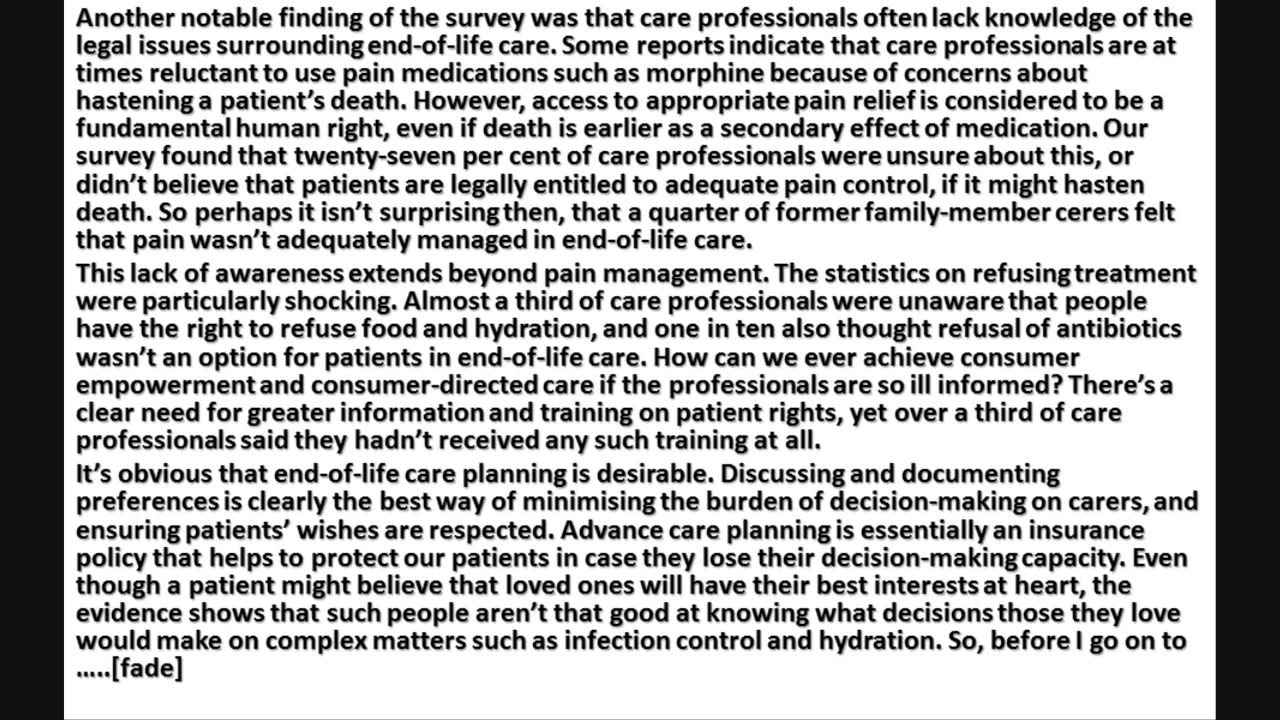 Another notable finding of the survey was that care professionals often lack knowledge of the
legal issues surrounding end-of-life care. Some reports indicate that care professionals are at
times reluctant to use pain medications such as morphine because of concerns about
hastening a patient's death. However, access to appropriate pain relief is considered to be a
fundamental human right, even if death is earlier as a secondary effect of medication. Our
survey found that twenty-seven per cent of care professionals were unsure about this, or
didn't believe that patients are legally entitled to adequate pain control, if it might hasten
death. So perhaps it isn't surprising then, that a quarter of former family-member cerers felt
that pain wasn't adequately managed in end-of-life care.
This lack of awareness extends beyond pain management. The statistics on refusing treatment
were particularly shocking. Almost a third of care professionals were unaware that people
have the right to refuse food and hydration, and one in ten also thought refusal of antibiotics
wasn't an option for patients in end-of-life care. How can we ever achieve consumer
empowerment and consumer-directed care if the professionals are so ill informed? There's a
clear need for greater information and training on patient rights, yet over a third of care
professionals said they hadn't received any such training at all.
It's obvious that end-of-life care planning is desirable. Discussing and documenting
preferences is clearly the best way of minimising the burden of decision-making on carers, and
ensuring patients' wishes are respected. Advance care planning is essentially an insurance
policy that helps to protect our patients in case they lose their decision-making capacity. Even
though a patient might believe that loved ones will have their best interests at heart, the
evidence shows that such people aren't that good at knowing what decisions those they love
would make on complex matters such as infection control and hydration. So, before I go on to
…..[fade]